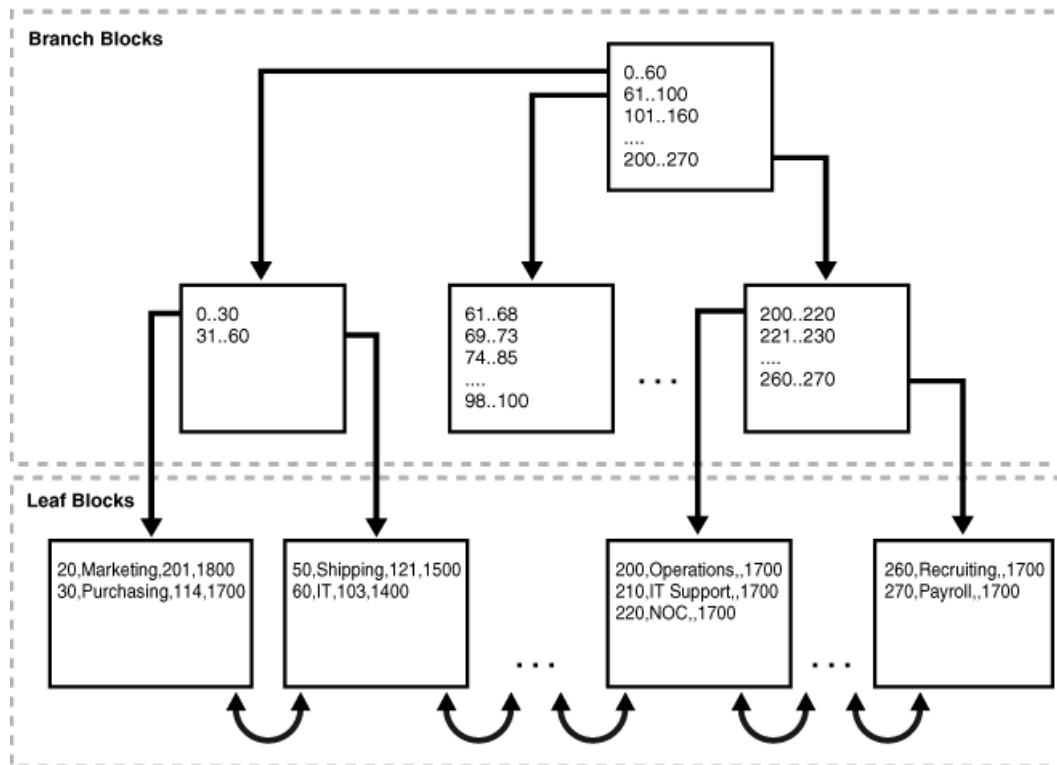 Branch Blocks
0..60
61..100
101..160
....
200..270
0..30
31..60
61..68
69..73
74..85
....
98..100
...
200..220
221..230
....
260..270
Leaf Blocks
20,Marketing,201,1800
30,Purchasing,114,1700
50,Shipping,121,1500
60,IT,103,1400
...
200,Operations,,1700
210,IT Support,,1700
220,NOC,,1700
...
260,Recruiting,,1700
270,Payroll,,1700